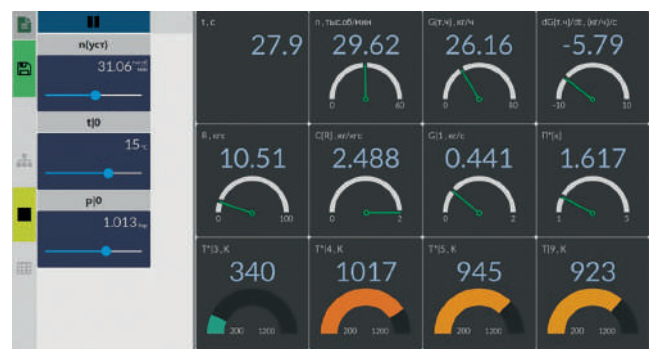 n(уст)
31.06
t|0
15 °C
p|0
1.013
t, c
27.9
n, тыс.об/мин
29.62
0 60
G(т.ч), кг/ч
26.16
0 80
dG(т.ч)/dt, (кг/ч)/с
-5.79
-10 10
R, кгс
10.51
0 100
C[R], кг/кгс
2.488
0 2
G|1, кг/с
0.441
0 2
П*[к]
1.617
1 5
T*|3, K
340
200 1200
T*|4, K
1017
200 1200
T*|5, K
945
200 1200
T|9, K
923
200 1200